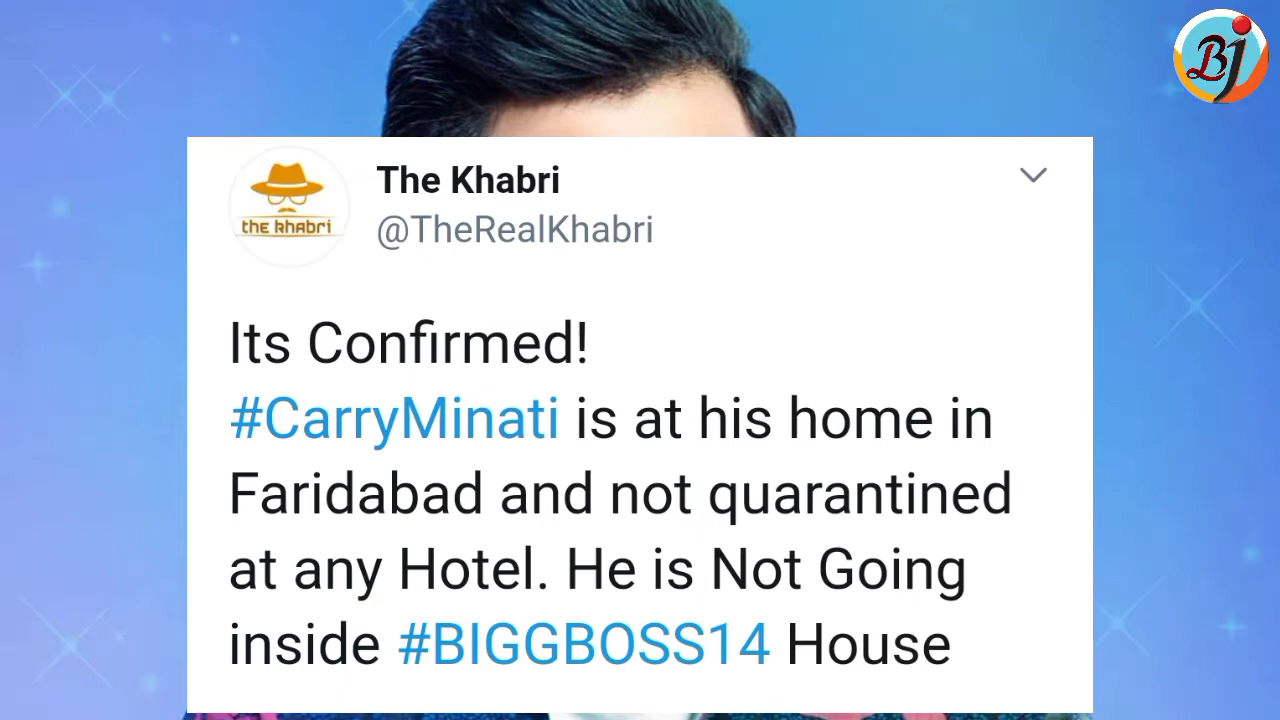 Bj
the khabri
The Khabri
@TheRealKhabri
Its Confirmed!
#CarryMinati is at his home in
Faridabad and not quarantined
at any Hotel. He is Not Going
inside #BIGGBOSS14 House